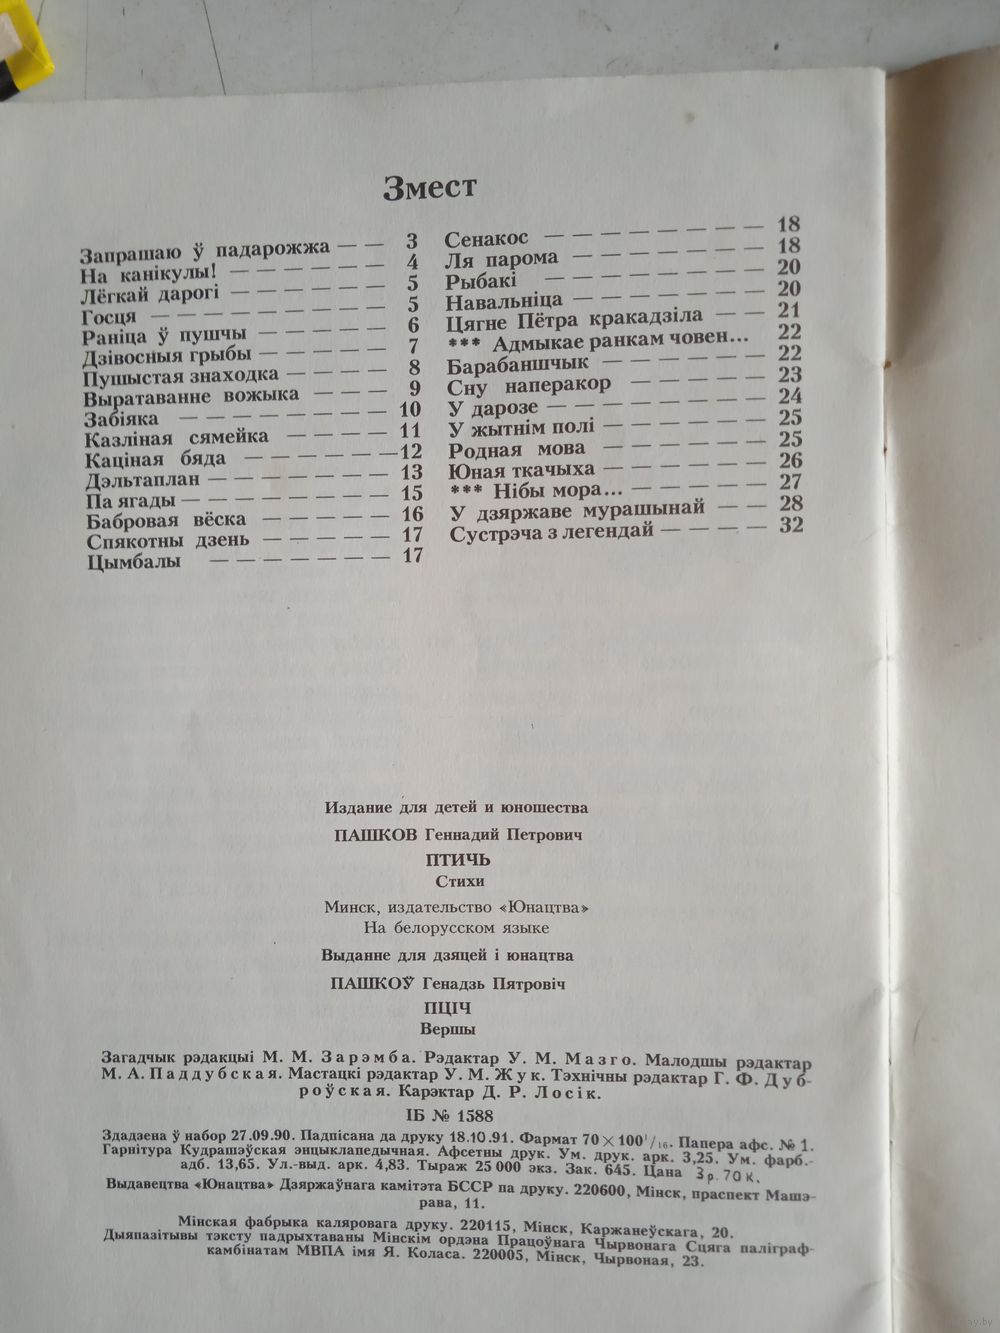 Змест
Запрашаю ў падарожжа — — 3
На канікулы! — — — — — — 4
Лёгкай дарогі — — — — — — 5
Госця — — — — — — — — — 5
Раніца ў пушчы — — — — — 6
Дзівосныя грыбы — — — — — 7
Пушыстая знаходка — — — — 8
Выратаванне вожыка — — — 9
Забіяка — — — — — — — — 10
Казліная сямейка — — — — 11
Каціная бяда — — — — — — 12
Дэльтаплан — — — — — — — 13
Па ягады — — — — — — — — 15
Бабровая вёска — — — — — 16
Спякотны дзень — — — — — 17
Цымбалы — — — — — — — 17
Сенакос — — — — — — — — 18
Ля парома — — — — — — — 18
Рыбакі — — — — — — — — 20
Навальніца — — — — — — — 20
Цягне Пётра кракадзіла — — 21
*** Адмыкае ранкам човен... 22
Барабаншчык — — — — — — 22
Сну наперакор — — — — — 23
У дарозе — — — — — — — — 24
У жытнім полі — — — — — — 25
Родная мова — — — — — — 25
Юная ткачыха — — — — — — 26
*** Нібы мора... — — — — — 27
У дзяржаве мурашынай — — 28
Сустрэча з легендай — — — — 32
Издание для детей и юношества
ПАШКОВ Геннадий Петрович
ПТИЧЬ
Стихи
Минск, издательство «Юнацтва»
На белорусском языке
Выданне для дзяцей і юнацтва
ПАШКОЎ Генадзь Пятровіч
ПЦІЧ
Вершы
Загадчык рэдакцыі М. М. Зарэмба. Рэдактар У. М. Мазго. Малодшы рэдактар
М. А. Паддубская. Мастацкі рэдактар У. М. Жук. Тэхнічны рэдактар Г. Ф. Дуб-
роўская. Карэктар Д. Р. Лосік.
ІБ № 1588
Здадзена ў набор 27.09.90. Падпісана да друку 18.10.91. Фармат 70×100¹/₁₆. Папера афс. № 1.
Гарнітура Кудрашэўская энцыклапедычная. Афсетны друк. Ум. друк. арк. 3,25. Ум. фарб.-
адб. 13,65. Ул.-выд. арк. 4,83. Тыраж 25 000 экз. Зак. 645. Цана 3 р. 70 к.
Выдавецтва «Юнацтва» Дзяржаўнага камітэта БССР па друку. 220600, Мінск, праспект Машэ-
рава, 11.
Мінская фабрыка каляровага друку. 220115, Мінск, Каржанеўскага, 20.
Дыяпазітывы тэксту падрыхтаваны Мінскім ордэна Працоўнага Чырвонага Сцяга паліграф-
камбінатам МВПА імя Я. Коласа. 220005, Мінск, Чырвоная, 23.